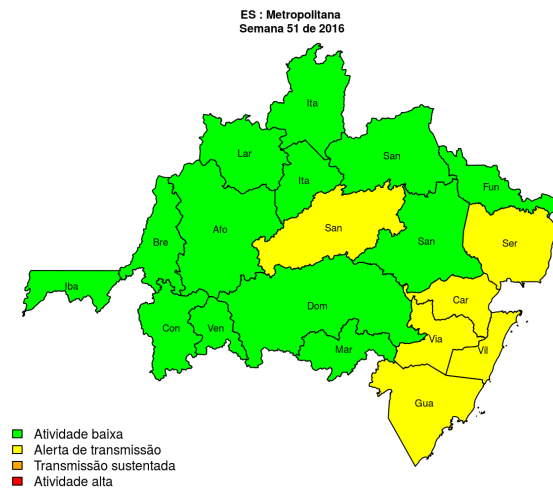 ES : Metropolitana
Semana 51 de 2016
Ita
Lar
San
Ita
Fun
Afo
San
Ser
Bre
San
Iba
Car
Dom
Con
Ven
Via
Mar
Vil
Gua
Atividade baixa
Alerta de transmissão
Transmissão sustentada
Atividade alta